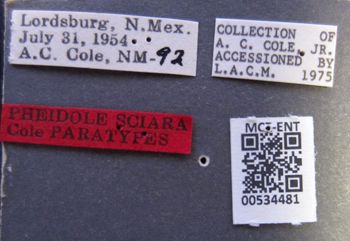 Lordsburg, N.Mex.
July 31, 1954
A.C. Cole, NM-92
COLLECTION OF
A. C. COLE, JR.
ACCESSIONED BY
L.A.C.M. 1975
PHEIDOLE SCIARA
Cole PARATYPES
MCZ-ENT
00534481